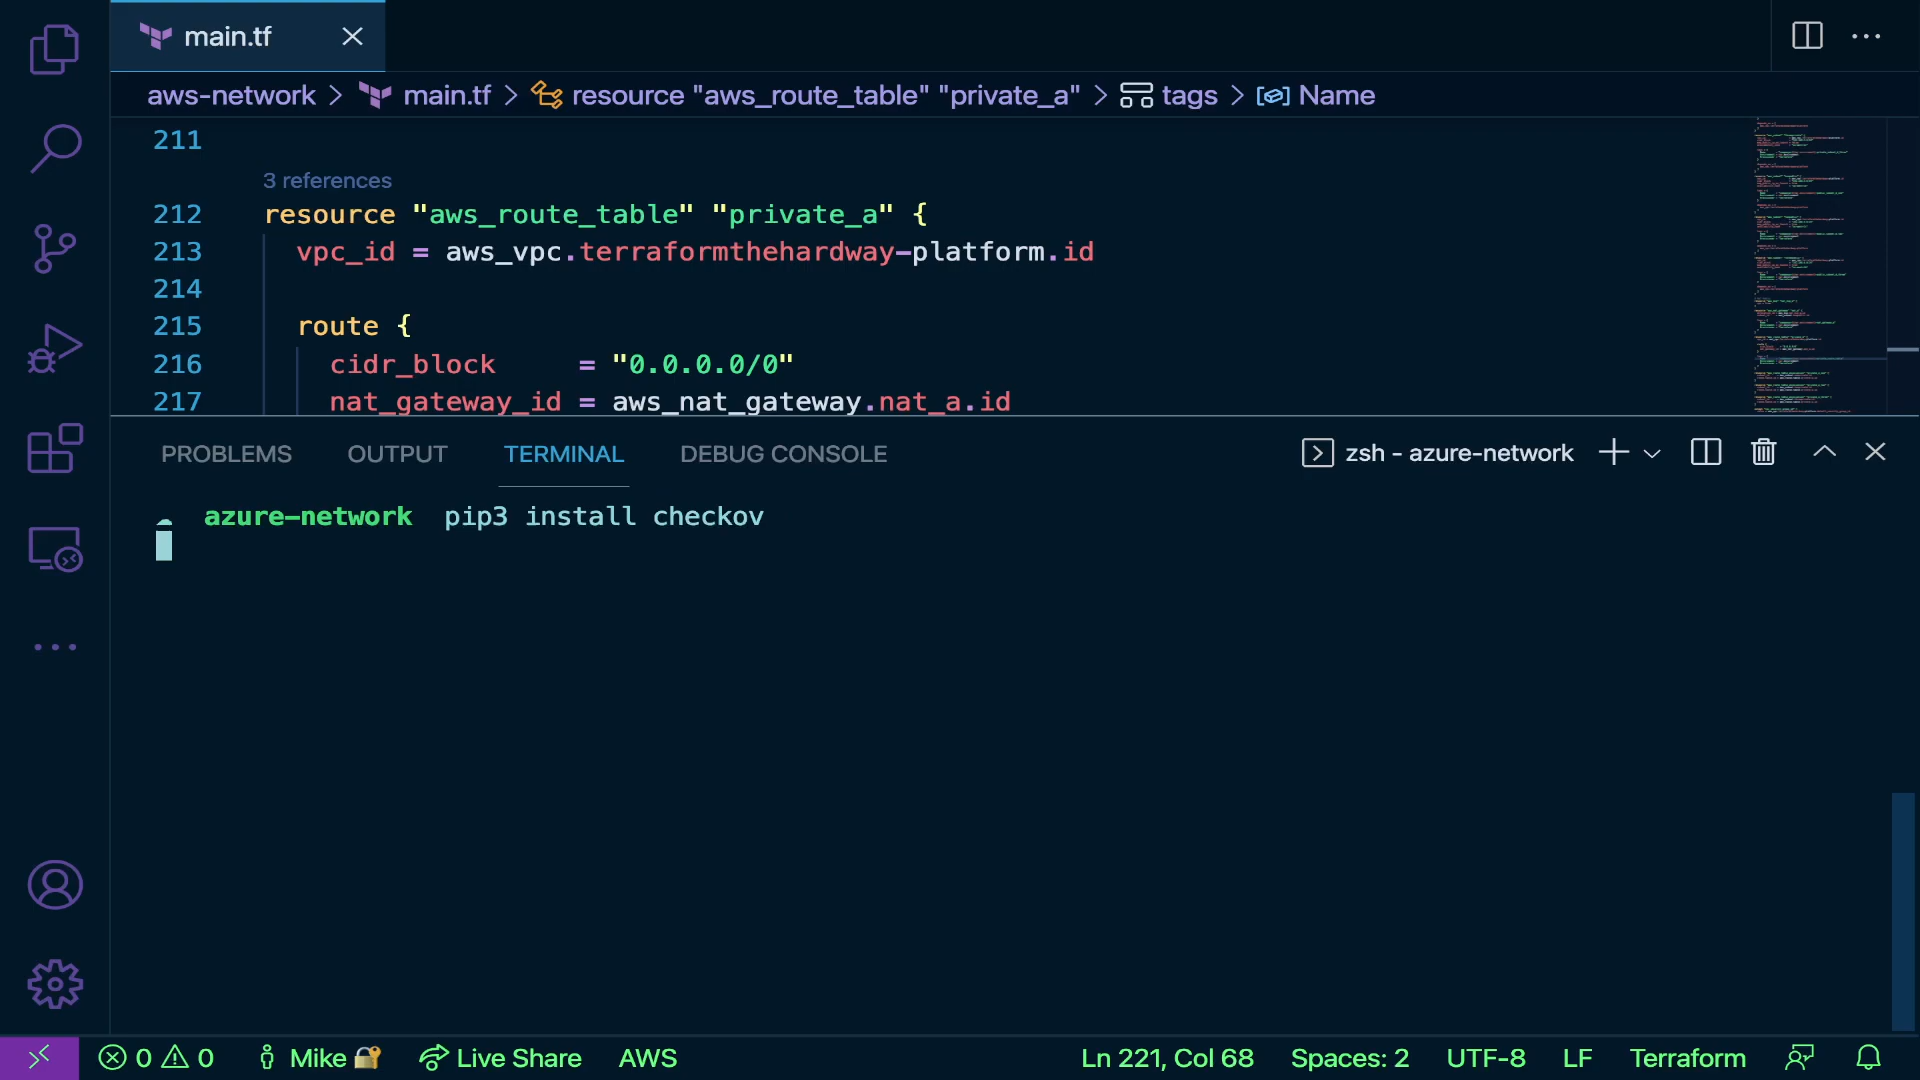 main.tf
aws-network > main.tf > resource "aws_route_table" "private_a" > tags > Name
211
3 references
212 resource "aws_route_table" "private_a" {
213 vpc_id = aws_vpc.terraformthehardway-platform.id
214
215 route {
216 cidr_block = "0.0.0.0/0"
217 nat_gateway_id = aws_nat_gateway.nat_a.id
PROBLEMS OUTPUT TERMINAL DEBUG CONSOLE zsh - azure-network
azure-network pip3 install checkov
0 0 Mike Live Share AWS Ln 221, Col 68 Spaces: 2 UTF-8 LF Terraform